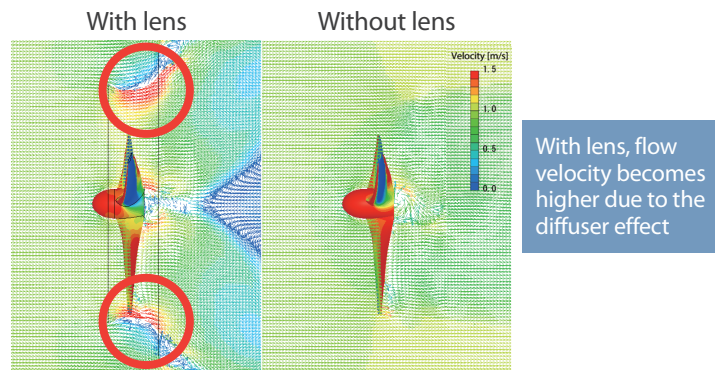 With lens
Without lens
Velocity [m/s]
1. 5
1. 0
0. 5
0. 0
With lens, flow
velocity becomes
higher due to the
diffuser effect